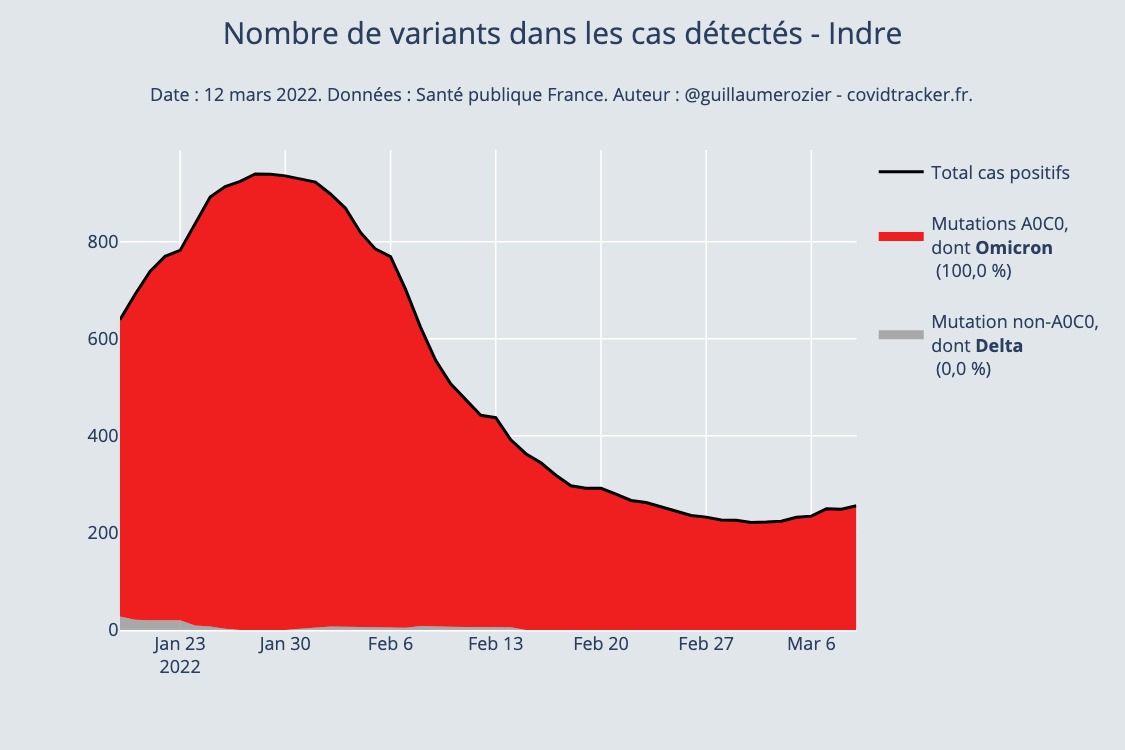 Nombre de variants dans les cas détectés - Indre
Date : 12 mars 2022. Données : Santé publique France. Auteur : @guillaumerozier - covidtracker.fr.
Total cas positifs
Mutations A0C0,
dont Omicron
(100,0 %)
Mutation non-A0C0,
dont Delta
(0,0 %)
800
600
400
200
0
Jan 23
2022
Jan 30
Feb 6
Feb 13
Feb 20
Feb 27
Mar 6